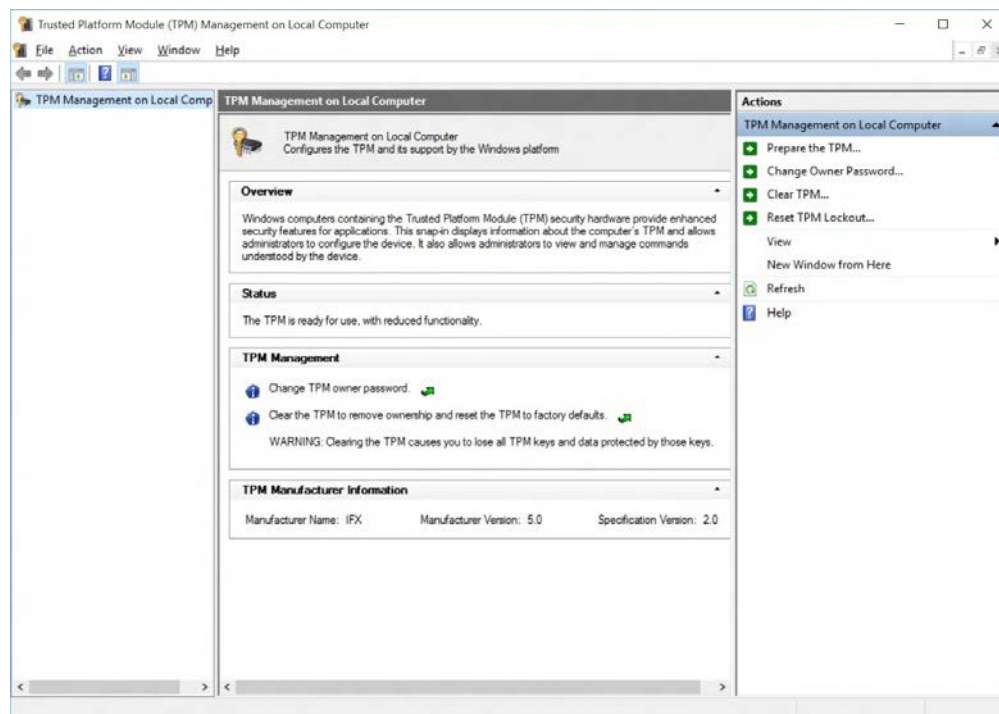 Trusted Platform Module (TPM) Management on Local Computer
File Action View Window Help
TPM Management on Local Comp
TPM Management on Local Computer
TPM Management on Local Computer
Configures the TPM and its support by the Windows platform
Overview
Windows computers containing the Trusted Platform Module (TPM) security hardware provide enhanced
security features for applications. This snap-in displays information about the computer's TPM and allows
administrators to configure the device. It also allows administrators to view and manage commands
understood by the device.
Status
The TPM is ready for use, with reduced functionality.
TPM Management
Change TPM owner password.
Clear the TPM to remove ownership and reset the TPM to factory defaults.
WARNING: Clearing the TPM causes you to lose all TPM keys and data protected by those keys.
TPM Manufacturer Information
Manufacturer Name: IFX Manufacturer Version: 5.0 Specification Version: 2.0
Actions
TPM Management on Local Computer
Prepare the TPM...
Change Owner Password...
Clear TPM...
Reset TPM Lockout...
View
New Window from Here
Refresh
Help